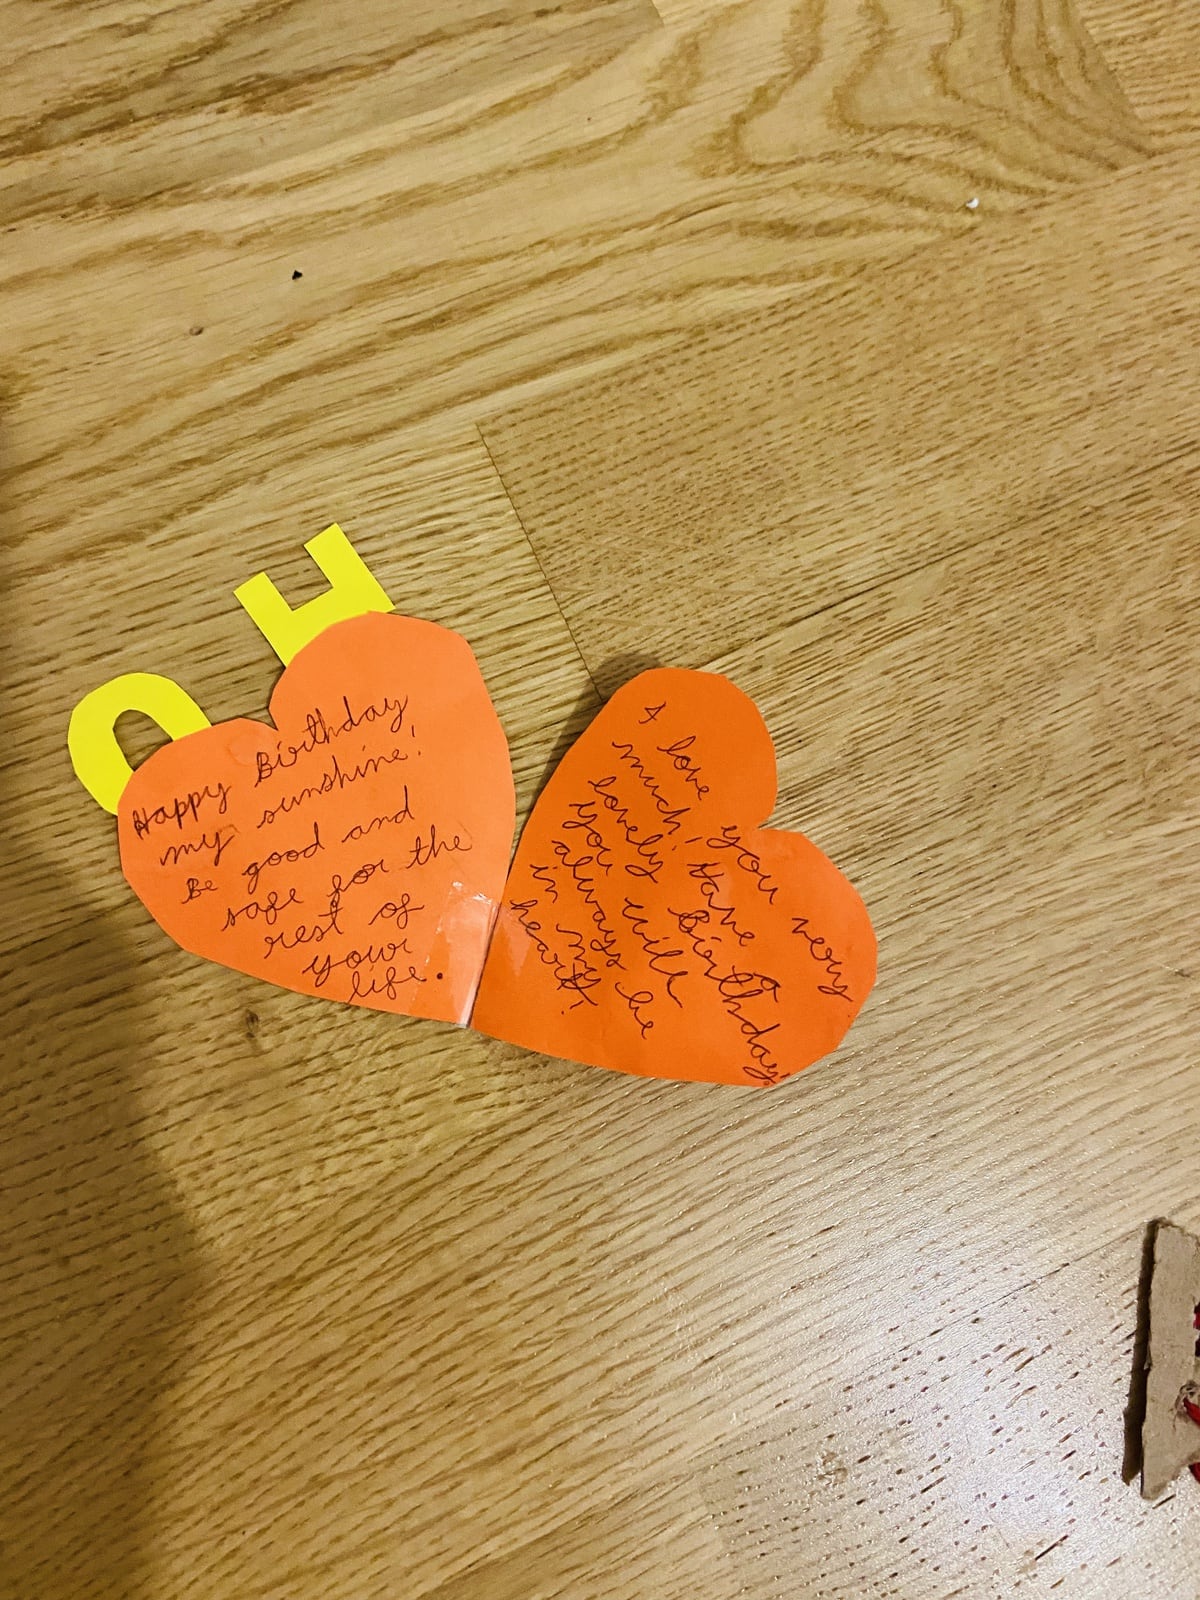 Happy Birthday
my sunshine!
Be good and
safe for the
rest of
your
life.
I love you very
much! Have a
lovely Birthday!
You will
always be
in my
heart!